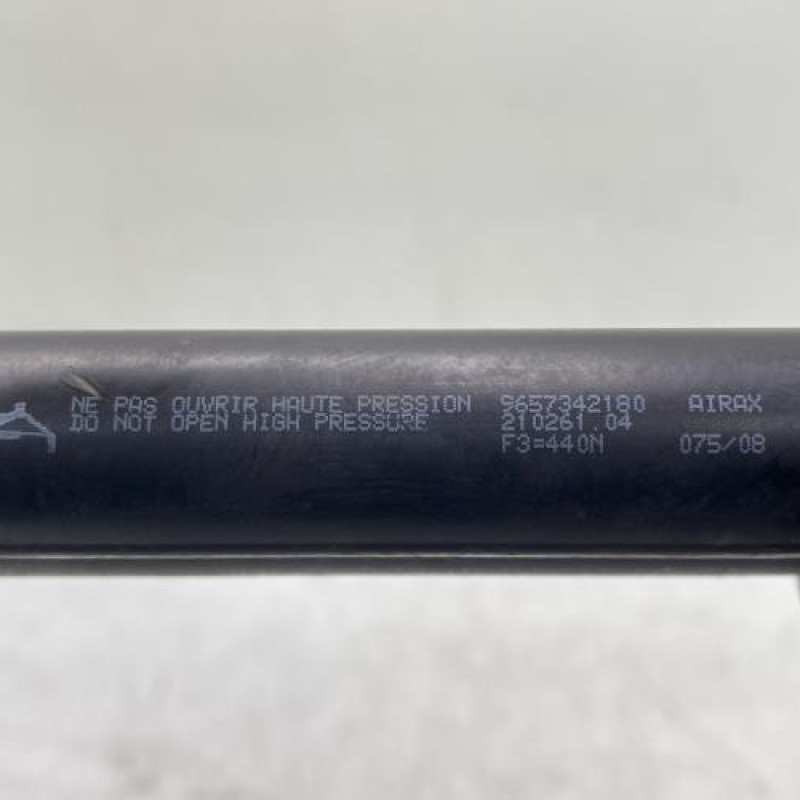 NE PAS OUVRIR HAUTE PRESSION 9657342180 AIRAX
DO NOT OPEN HIGH PRESSURE 210261.04
F3=440N 075/08